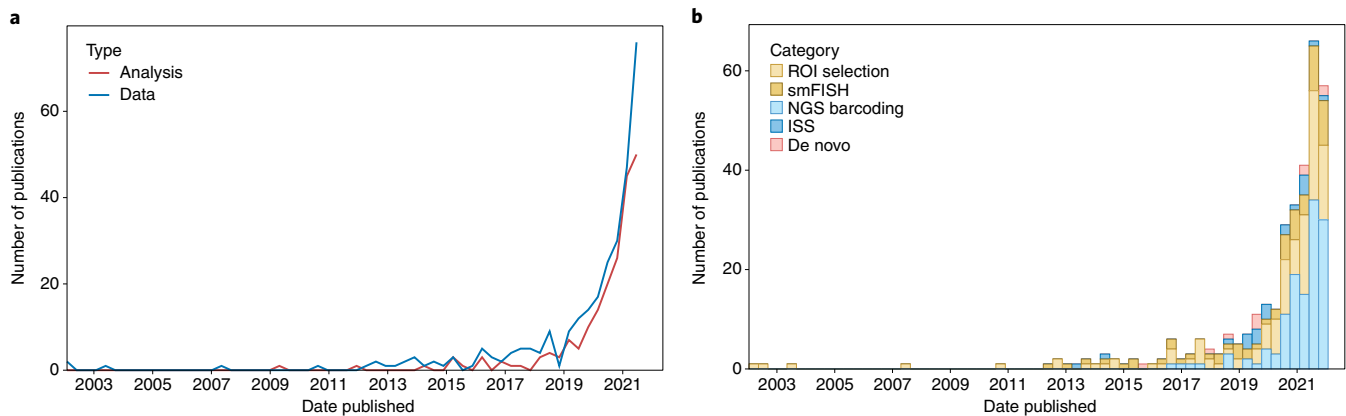 a
Type
Analysis
Data
Number of publications
60
40
20
0
2003 2005 2007 2009 2011 2013 2015 2017 2019 2021
Date published
b
Category
ROI selection
smFISH
NGS barcoding
ISS
De novo
Number of publications
60
40
20
0
2003 2005 2007 2009 2011 2013 2015 2017 2019 2021
Date published